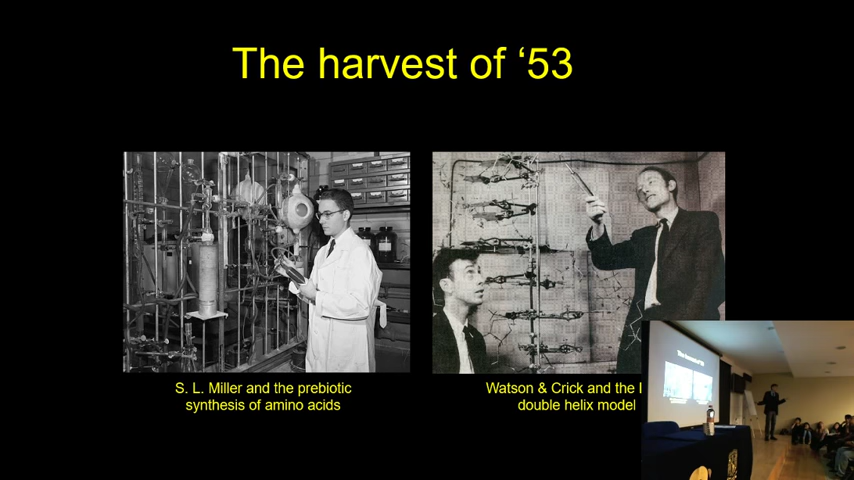 The harvest of ‘53
S. L. Miller and the prebiotic
synthesis of amino acids
Watson & Crick and the
double helix model